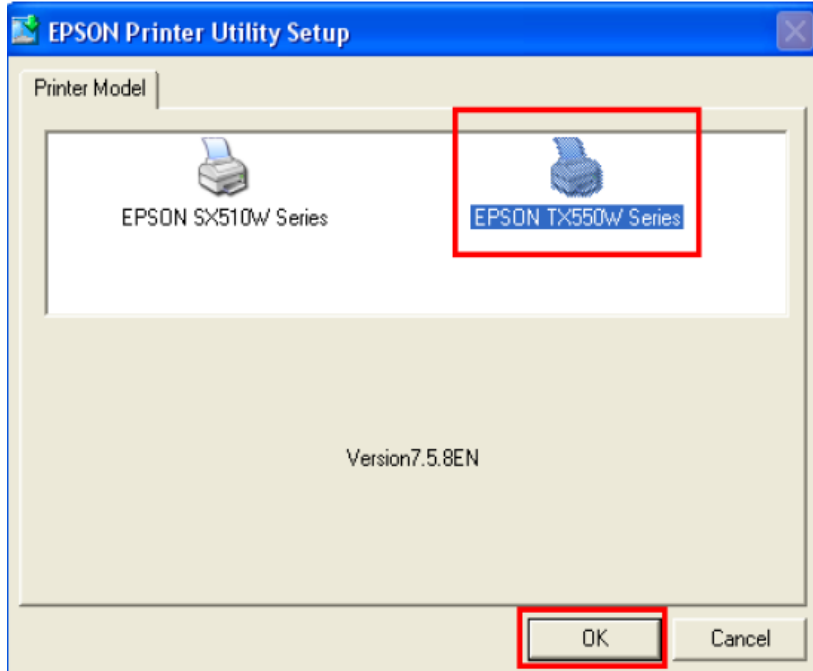 EPSON Printer Utility Setup
Printer Model
EPSON SX510W Series
EPSON TX550W Series
Version7.5.8EN
OK
Cancel